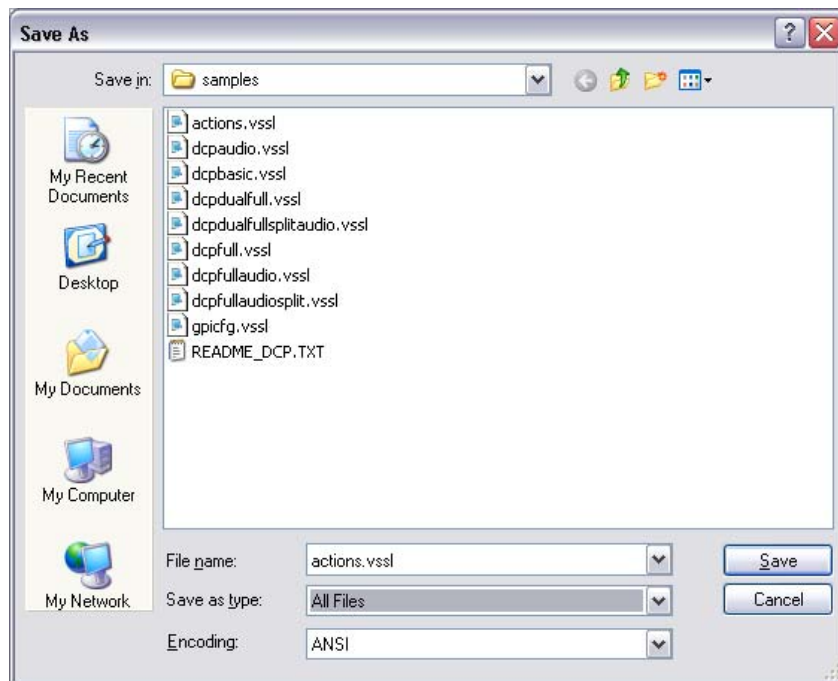 Save As
Save in:
samples
My Recent
Documents
Desktop
My Documents
My Computer
My Network
actions.vssl
dcpaudio.vssl
dcpbasic.vssl
dcpdualfull.vssl
dcpdualfullsplitaudio.vssl
dcpfull.vssl
dcpfullaudio.vssl
dcpfullaudiosplit.vssl
gpicfg.vssl
README_DCP.TXT
File name:
actions.vssl
Save
Save as type:
All Files
Cancel
Encoding:
ANSI